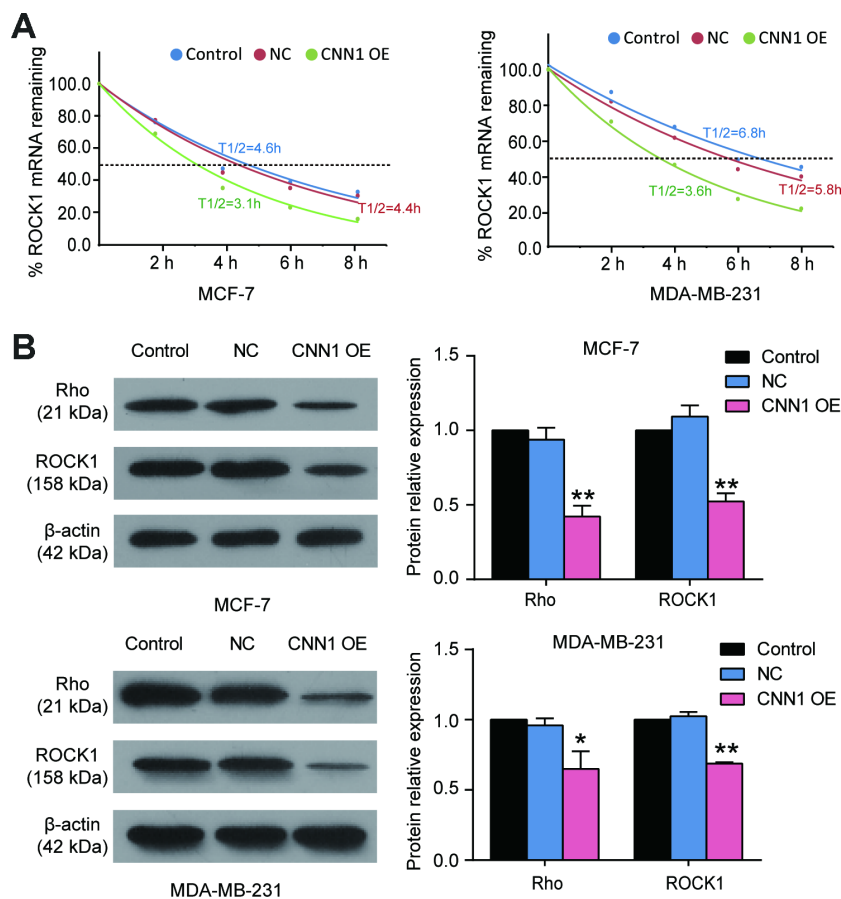 A
Control NC CNN1 OE
% ROCK1 mRNA remaining
100.0
80.0
60.0
40.0
20.0
0.0
T1/2=4.6h
T1/2=3.1h
T1/2=4.4h
2 h 4 h 6 h 8 h
MCF-7
Control NC CNN1 OE
% ROCK1 mRNA remaining
100.0
80.0
60.0
40.0
20.0
0.0
T1/2=6.8h
T1/2=3.6h
T1/2=5.8h
2 h 4 h 6 h 8 h
MDA-MB-231
B
Control NC CNN1 OE
Rho
(21 kDa)
ROCK1
(158 kDa)
β-actin
(42 kDa)
MCF-7
MCF-7
Control
NC
CNN1 OE
Protein relative expression
1.5
1.0
0.5
0.0
**
**
Rho ROCK1
Control NC CNN1 OE
Rho
(21 kDa)
ROCK1
(158 kDa)
β-actin
(42 kDa)
MDA-MB-231
MDA-MB-231
Control
NC
CNN1 OE
Protein relative expression
1.5
1.0
0.5
0.0
*
**
Rho ROCK1